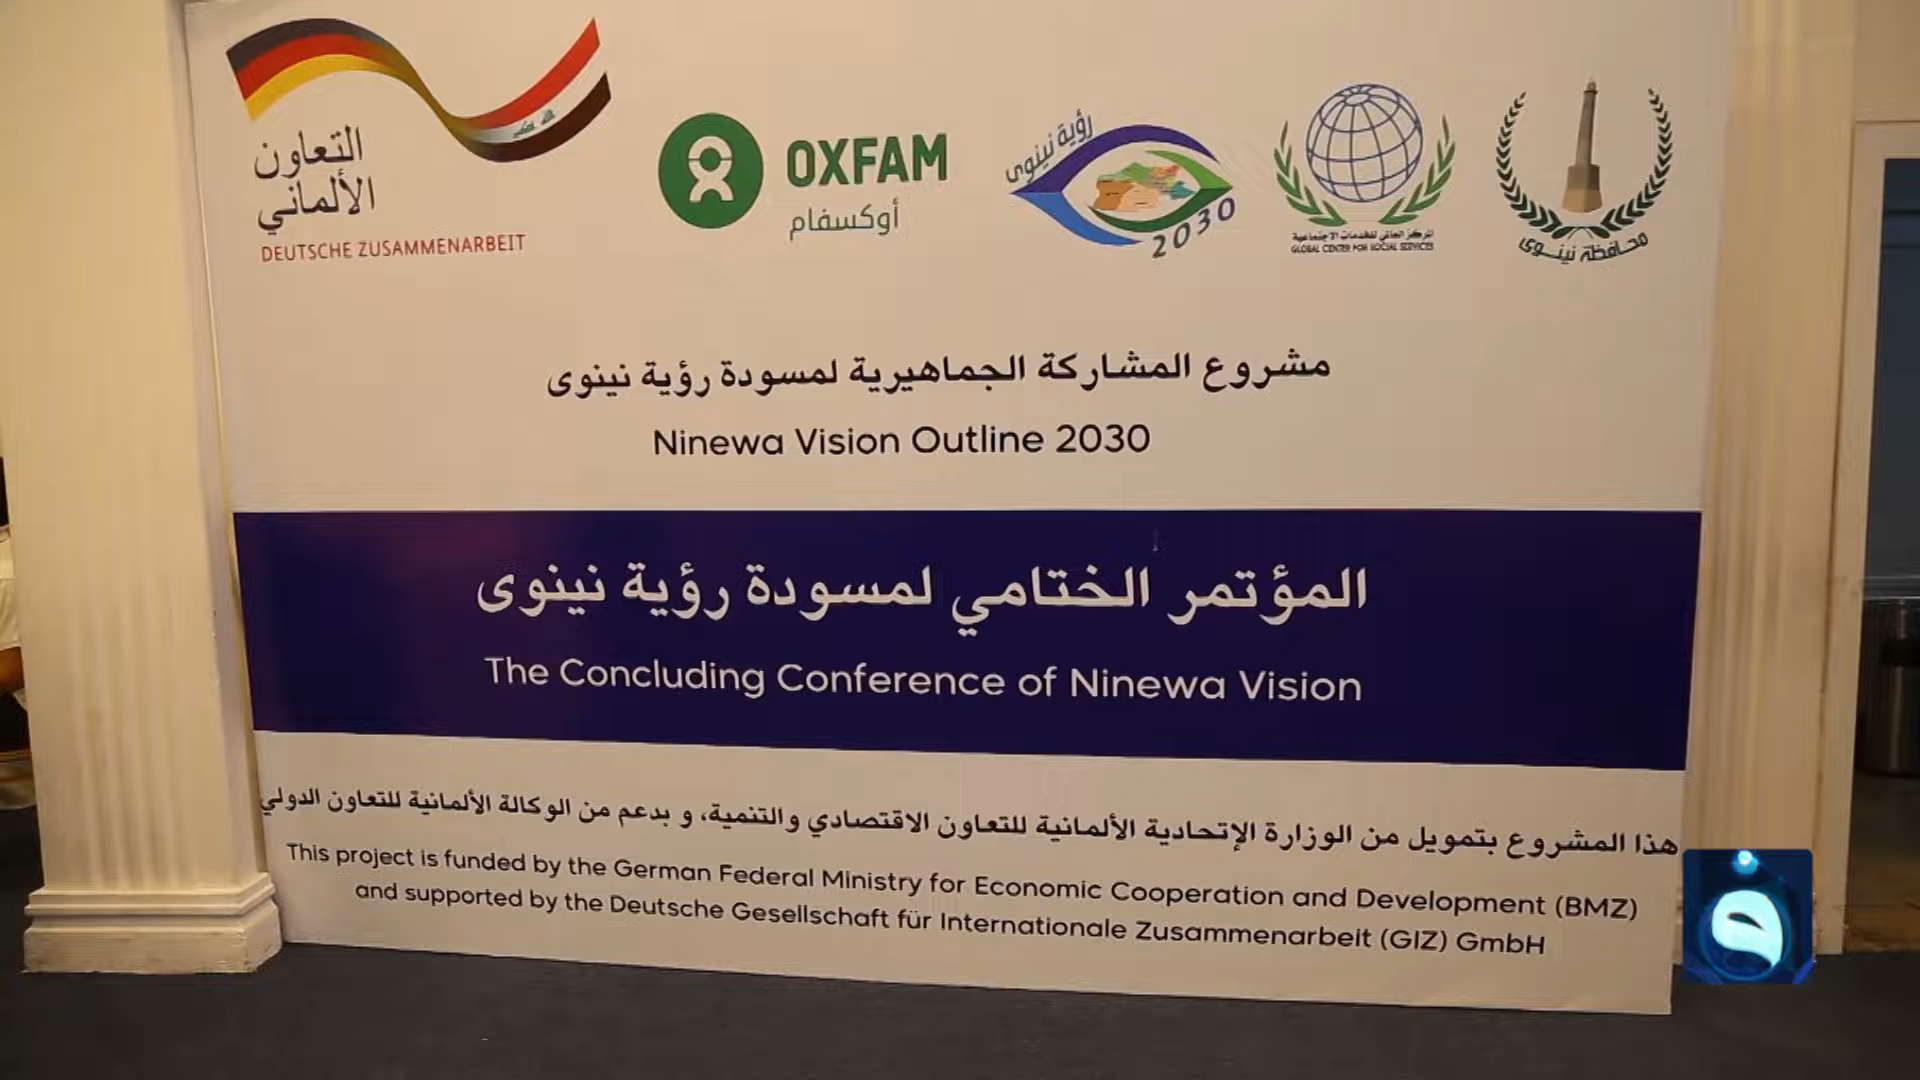 التعاون
الألماني
DEUTSCHE ZUSAMMENARBEIT
OXFAM
أوكسفام
رؤية نينوى
2030
المركز العالمي للخدمات الاجتماعية
GLOBAL CENTER FOR SOCIAL SERVICES
محافظة نينوى
مشروع المشاركة الجماهيرية لمسودة رؤية نينوى
Ninewa Vision Outline 2030
المؤتمر الختامي لمسودة رؤية نينوى
The Concluding Conference of Ninewa Vision
هذا المشروع بتمويل من الوزارة الإتحادية الألمانية للتعاون الاقتصادي والتنمية، و بدعم من الوكالة الألمانية للتعاون الدولي
This project is funded by the German Federal Ministry for Economic Cooperation and Development (BMZ)
and supported by the Deutsche Gesellschaft für Internationale Zusammenarbeit (GIZ) GmbH